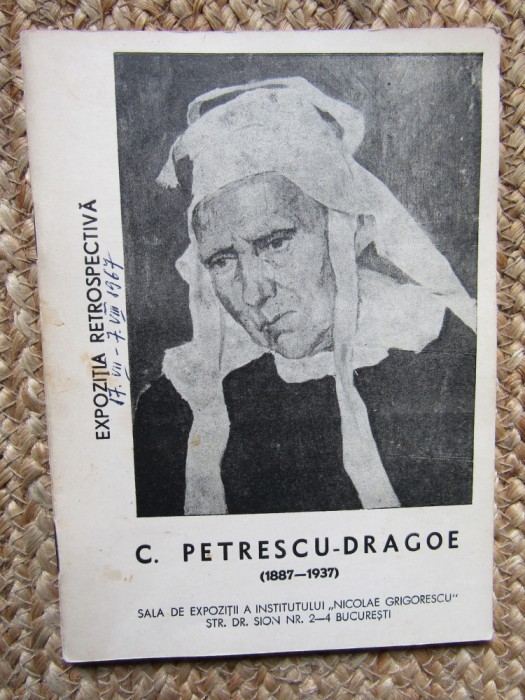 EXPOZIȚIA RETROSPECTIVĂ
17. VII - 7. VIII 1967
C. PETRESCU-DRAGOE
(1887—1937)
SALA DE EXPOZIȚII A INSTITUTULUI „NICOLAE GRIGORESCU"
STR. DR. SION NR. 2—4 BUCUREȘTI